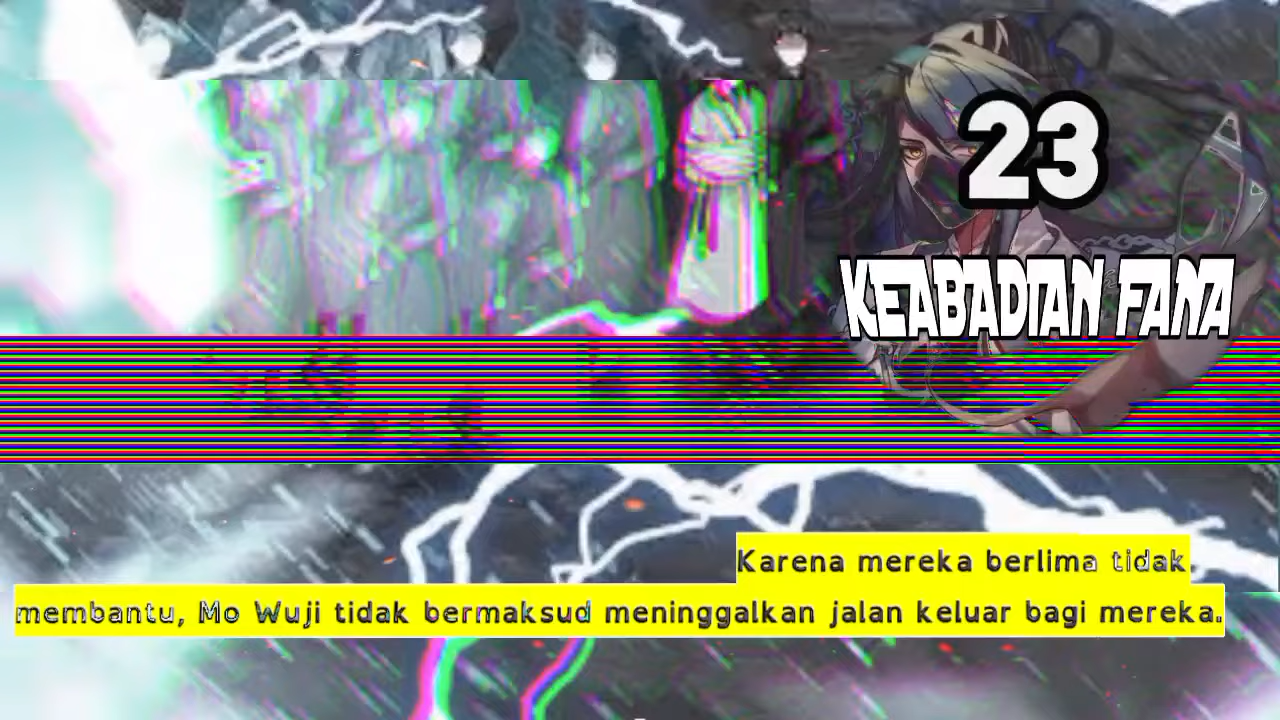 23
KEABADIAN FANA
Karena mereka berlima tidak
membantu, Mo Wuji tidak bermaksud meninggalkan jalan keluar bagi mereka.